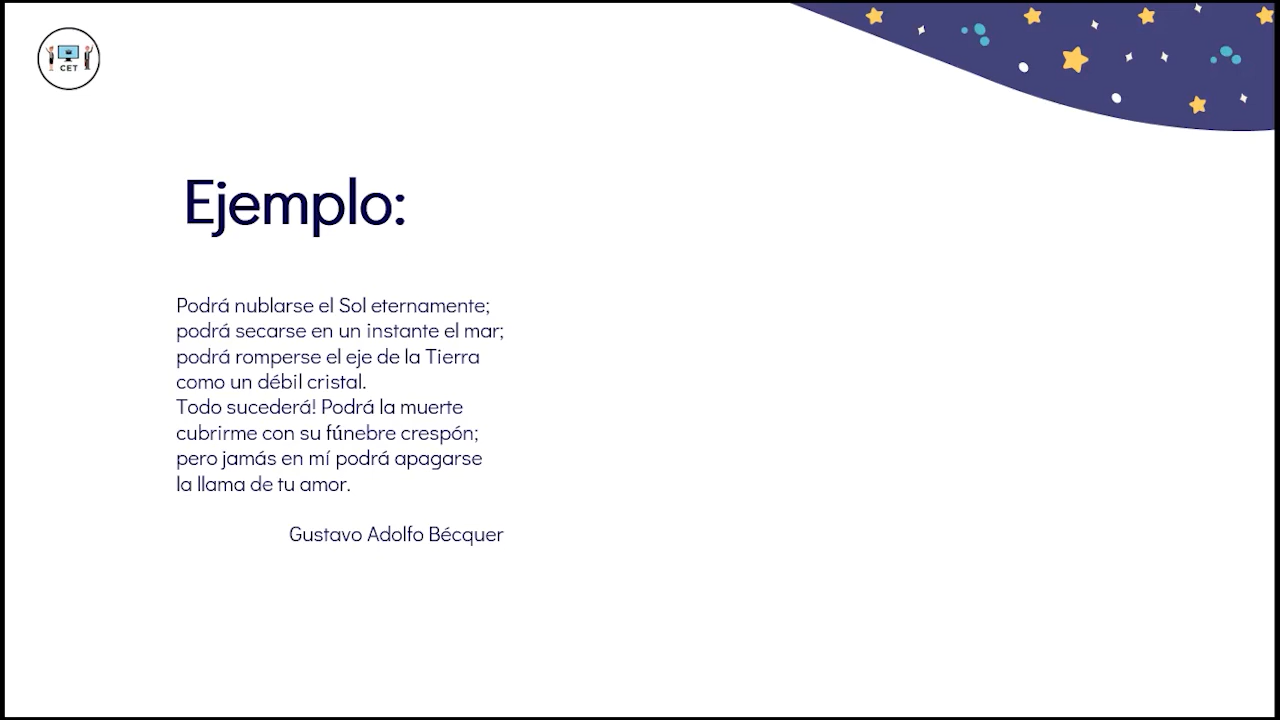 CET
Ejemplo:
Podrá nublarse el Sol eternamente;
podrá secarse en un instante el mar;
podrá romperse el eje de la Tierra
como un débil cristal.
Todo sucederá! Podrá la muerte
cubrirme con su fúnebre crespón;
pero jamás en mí podrá apagarse
la llama de tu amor.
Gustavo Adolfo Bécquer